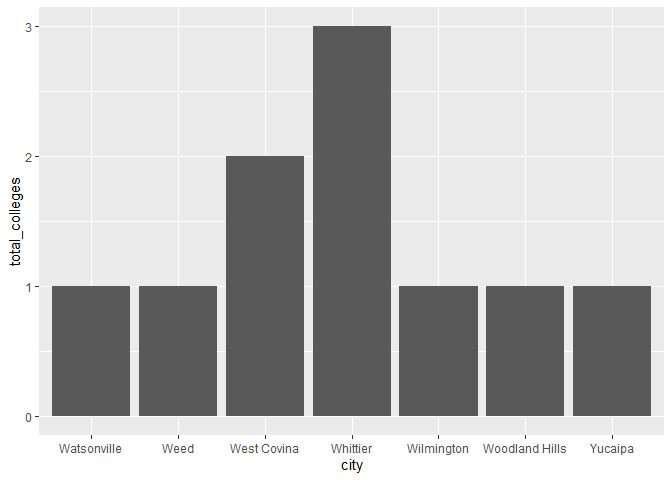 total_colleges
3
2
1
0
Watsonville Weed West Covina Whittier Wilmington Woodland Hills Yucaipa
city